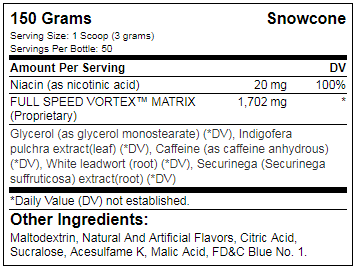 150 Grams Snowcone
Serving Size: 1 Scoop (3 grams)
Servings Per Bottle: 50
Amount Per Serving DV
Niacin (as nicotinic acid) 20 mg 100%
FULL SPEED VORTEX™ MATRIX 1,702 mg *
(Proprietary)
Glycerol (as glycerol monostearate) (*DV), Indigofera
pulchra extract(leaf) (*DV), Caffeine (as caffeine anhydrous)
(*DV), White leadwort (root) (*DV), Securinega (Securinega
suffruticosa) extract(root) (*DV)
*Daily Value (DV) not established.
Other Ingredients:
Maltodextrin, Natural And Artificial Flavors, Citric Acid,
Sucralose, Acesulfame K, Malic Acid, FD&C Blue No. 1.